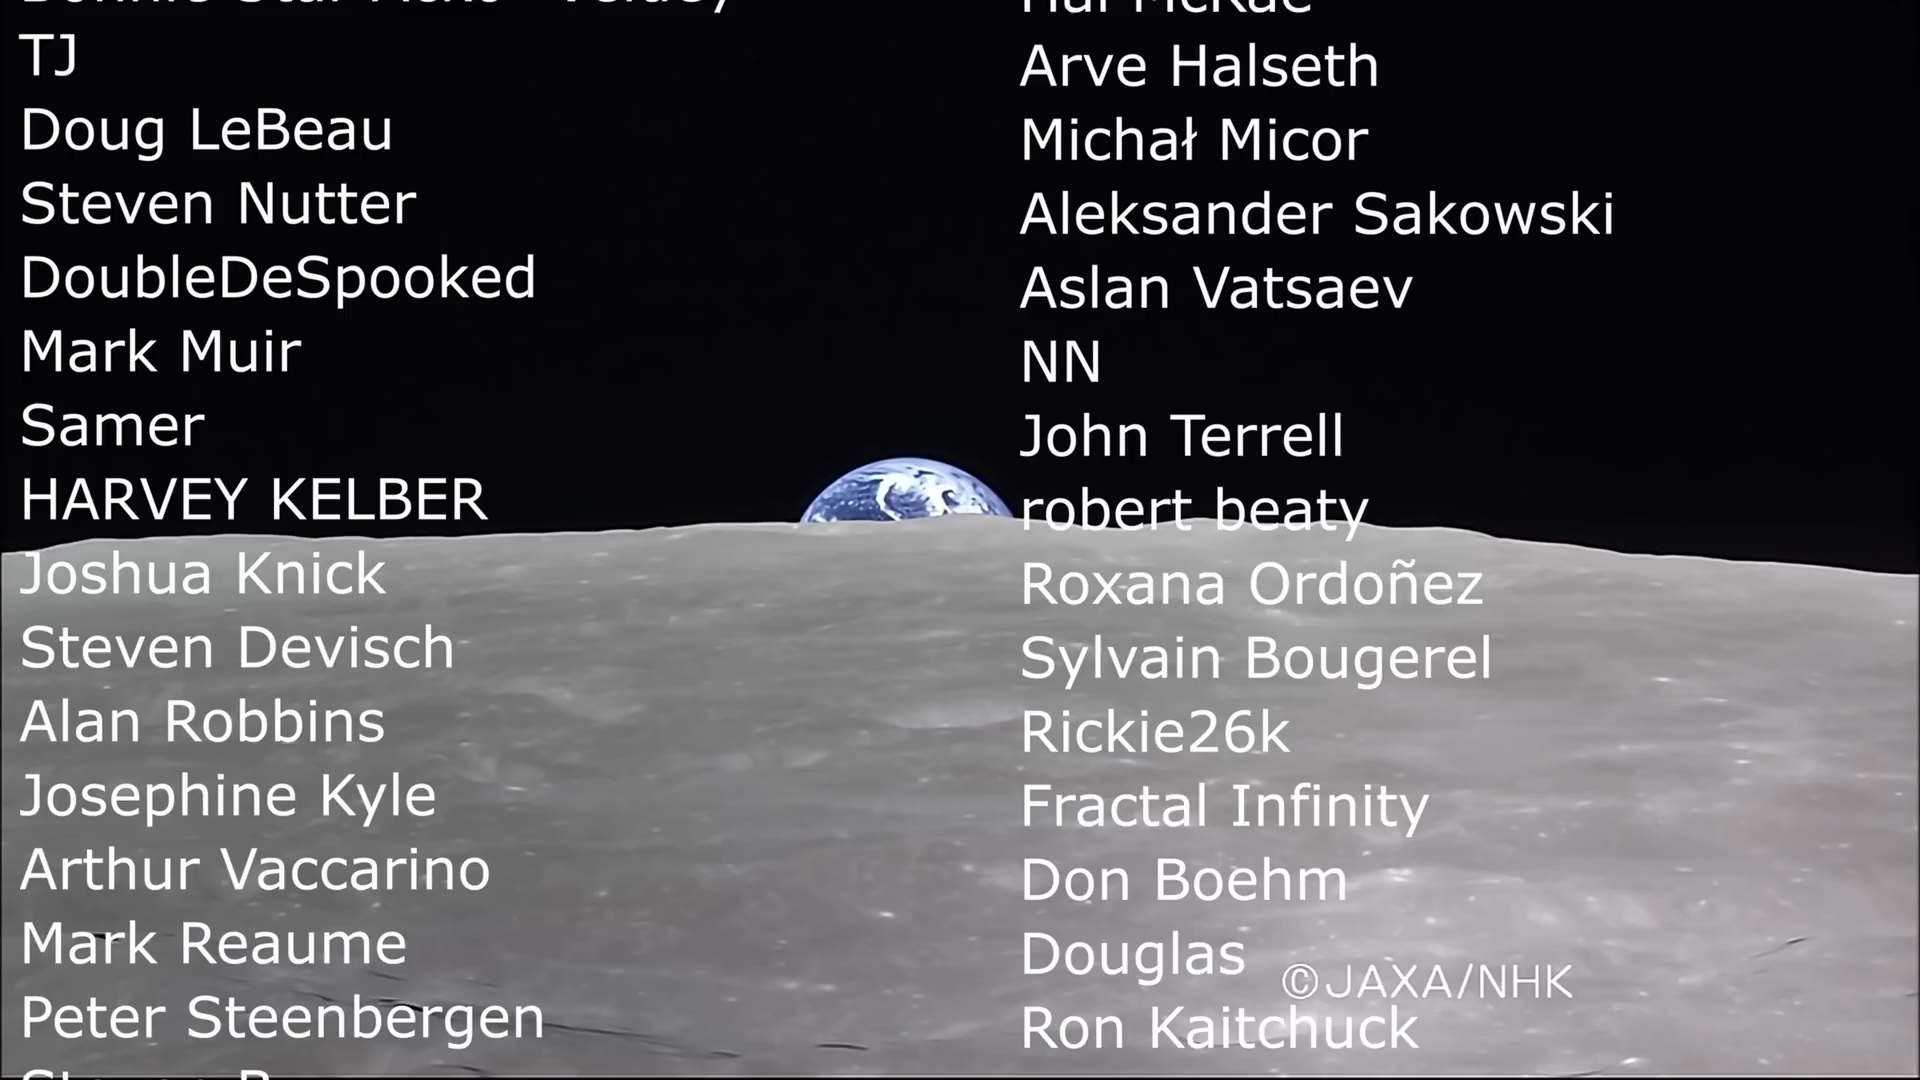 TJ
Doug LeBeau
Steven Nutter
DoubleDeSpooked
Mark Muir
Samer
HARVEY KELBER
Joshua Knick
Steven Devisch
Alan Robbins
Josephine Kyle
Arthur Vaccarino
Mark Reaume
Peter Steenbergen
Arve Halseth
Michał Micor
Aleksander Sakowski
Aslan Vatsaev
NN
John Terrell
robert beaty
Roxana Ordoñez
Sylvain Bougerel
Rickie26k
Fractal Infinity
Don Boehm
Douglas
Ron Kaitchuck
©JAXA/NHK